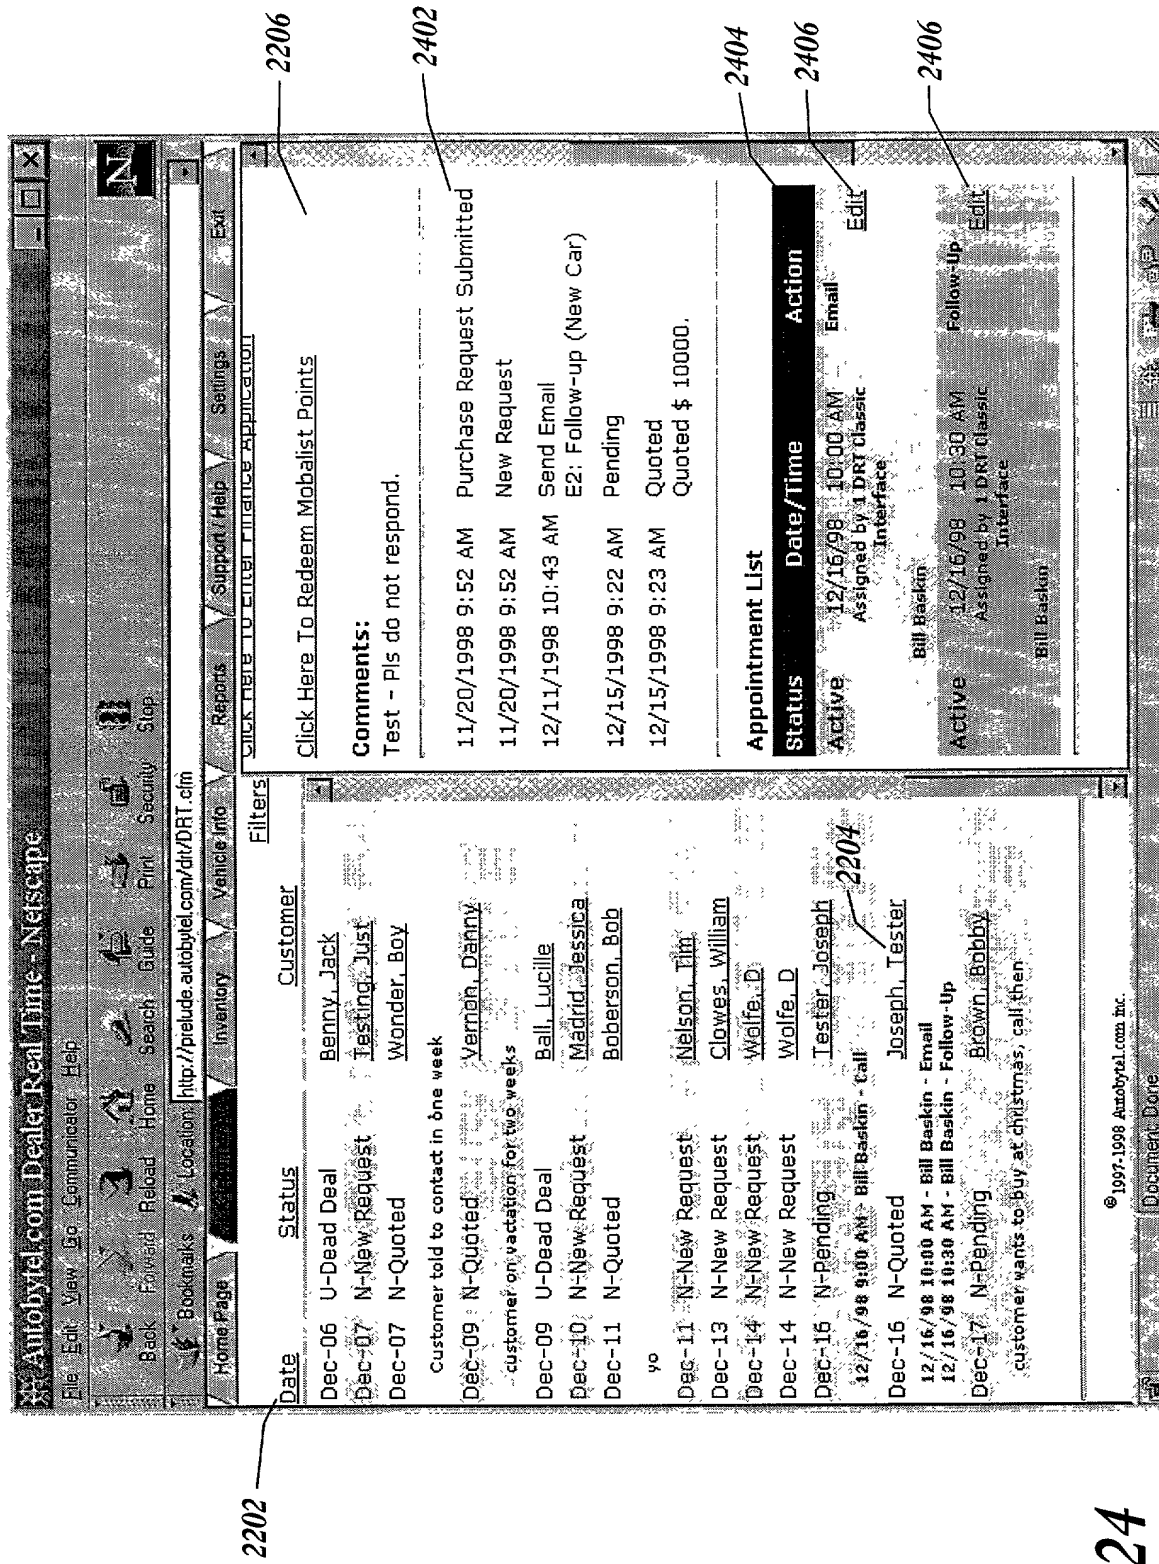 Autobytel.com Dealer Real Time - Netscape
File Edit View Go Communicator Help
Back Forward Reload Home Search Guide Print Security Stop
N
Bookmarks Location: http://prelude.autobytel.com/drt/DRT.cfm
Home Page Inventory Vehicle Info Reports Support / Help Settings Exit
2202
Date Status Customer Filters
Dec-06 U-Dead Deal Benny, Jack
Dec-07 N-New Request Testing, Just
Dec-07 N-Quoted Wonder, Boy
Customer told to contact in one week
Dec-09 N-Quoted Vernon, Danny
customer on vacation for two weeks
Dec-09 U-Dead Deal Ball, Lucille
Dec-10 N-New Request Madrid, Jessica
Dec-11 N-Quoted Boberson, Bob
yo
Dec-11 N-New Request Nelson, Tim
Dec-13 N-New Request Clowes, William
Dec-14 N-New Request Wolfe, D
Dec-14 N-New Request Wolfe, D
Dec-16 N-Pending Tester, Joseph
12/16/98 9:00 AM - Bill Baskin - Call
2204
Dec-16 N-Quoted Joseph, Tester
12/16/98 10:00 AM - Bill Baskin - Email
12/16/98 10:30 AM - Bill Baskin - Follow-Up
Dec-17 N-Pending Brown, Bobby
customer wants to buy at christmas, call then
© 1997-1998 Autobytel.com inc.
Click Here To Enter Finance Application
2206
Click Here To Redeem Mobalist Points
Comments:
Test - Pls do not respond.
2402
11/20/1998 9:52 AM Purchase Request Submitted
11/20/1998 9:52 AM New Request
12/11/1998 10:43 AM Send Email
E2: Follow-up (New Car)
12/15/1998 9:22 AM Pending
12/15/1998 9:23 AM Quoted
Quoted $ 10000.
Appointment List
2404
Status Date/Time Action
Active 12/16/98 10:00 AM Email Edit
2406
Assigned by 1 DRT Classic
Interface
Bill Baskin
Active 12/16/98 10:30 AM Follow-Up Edit
2406
Assigned by 1 DRT Classic
Interface
Bill Baskin
Document: Done
24